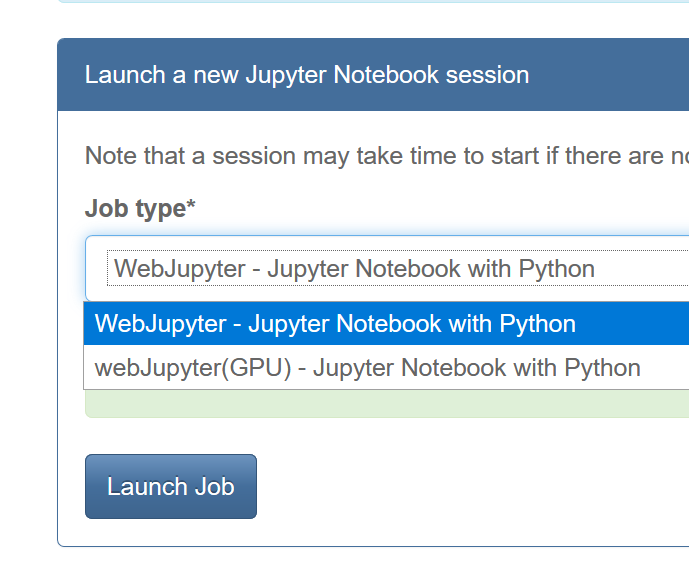 Launch a new Jupyter Notebook session
Note that a session may take time to start if there are
Job type*
WebJupyter - Jupyter Notebook with Python
WebJupyter - Jupyter Notebook with Python
webJupyter(GPU) - Jupyter Notebook with Python
Launch Job